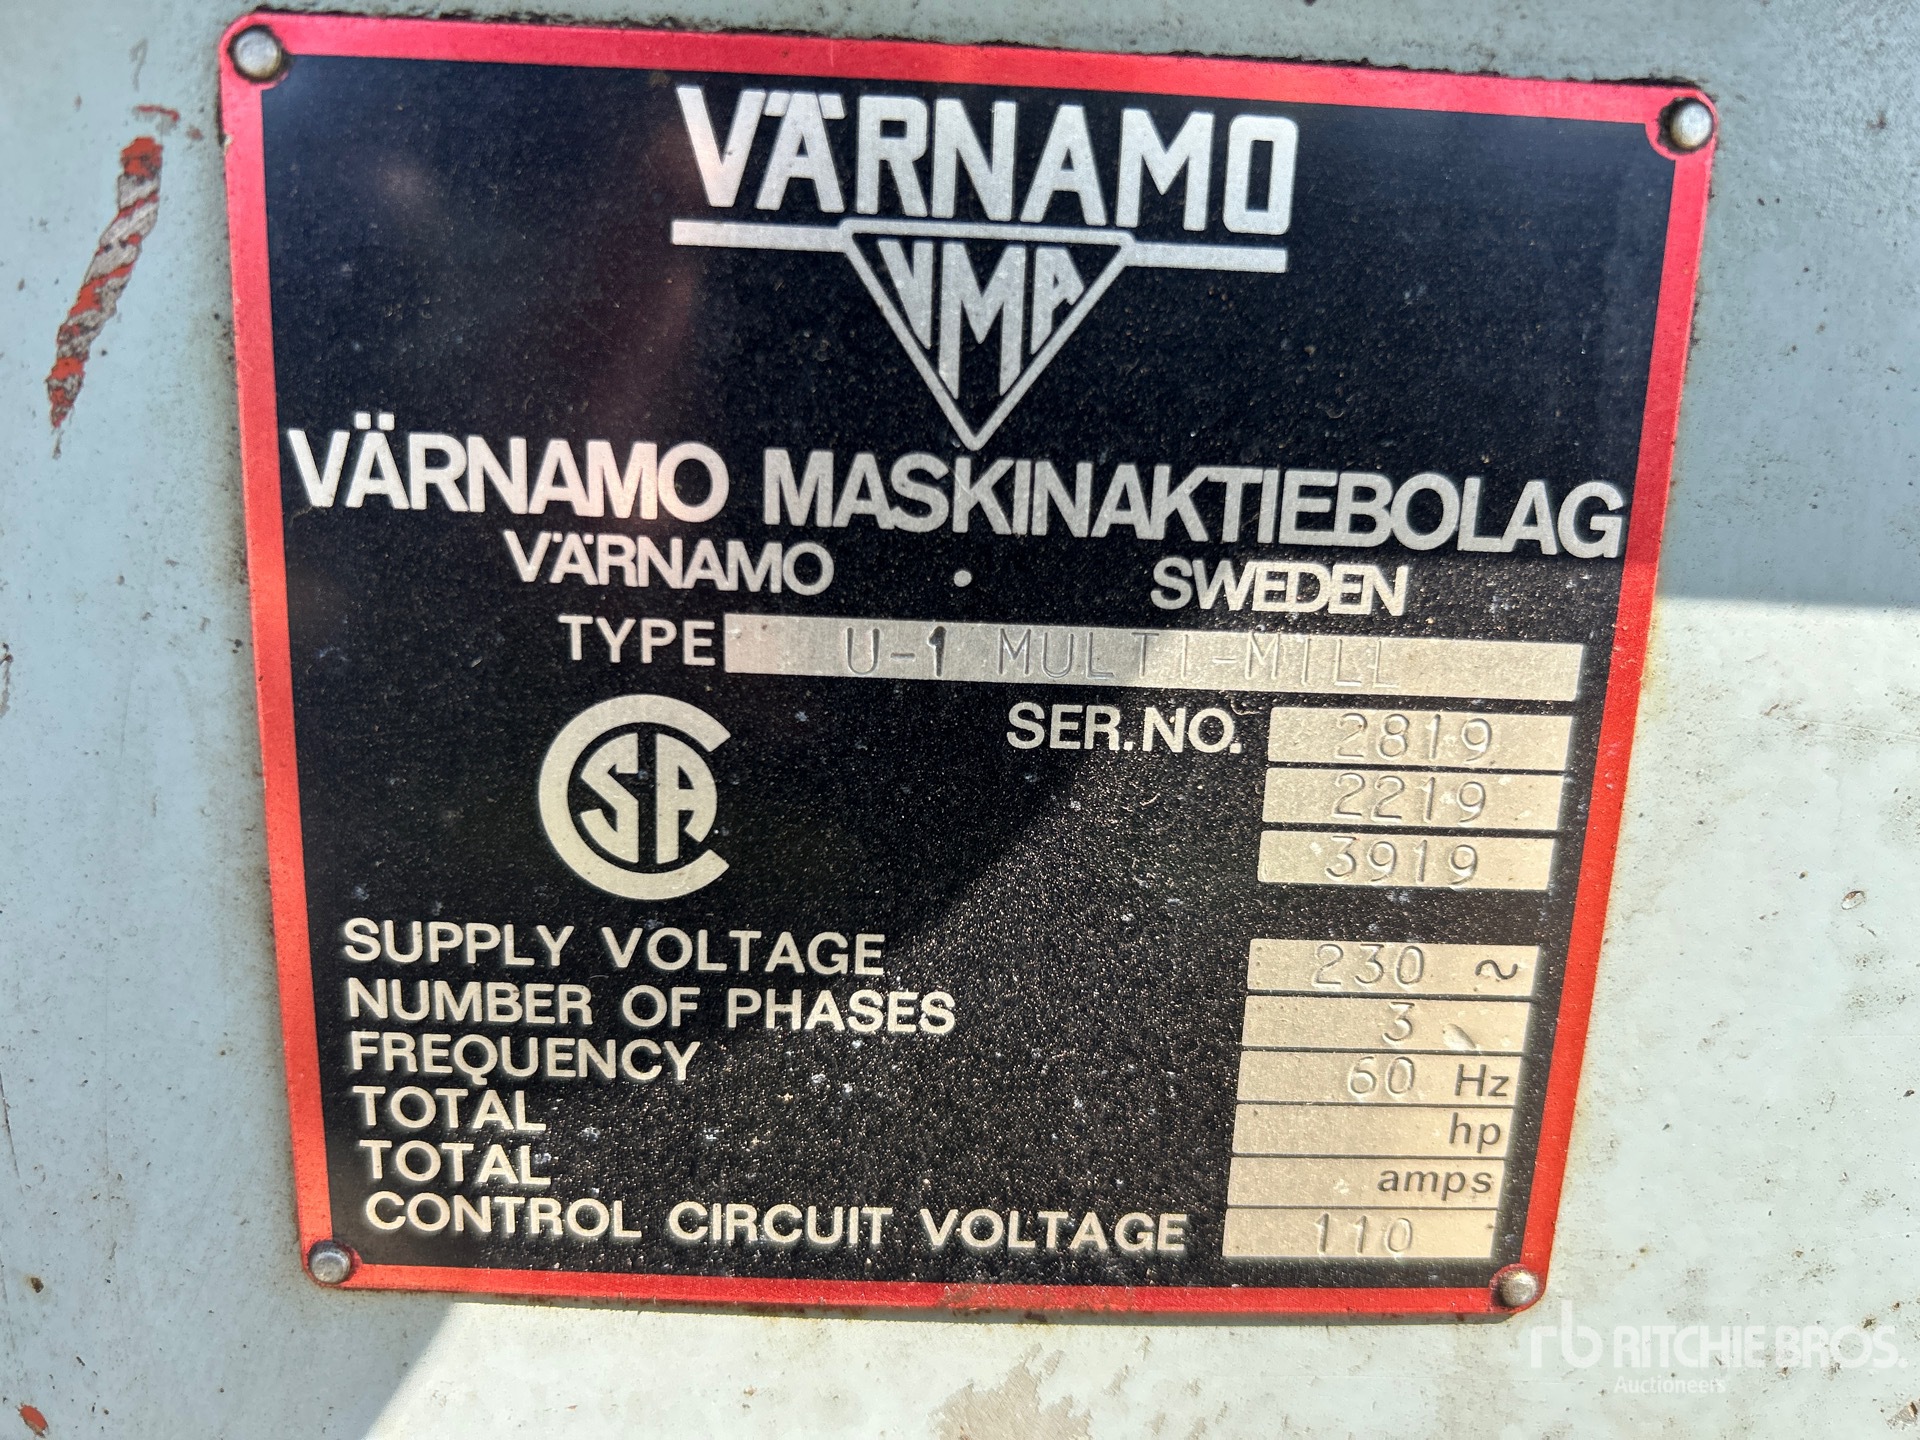 VÄRNAMO
VMA
VÄRNAMO MASKINAKTIEBOLAG
VÄRNAMO · SWEDEN
TYPE U-1 MULTI-MILL
CSA
SER.NO. 2819
2219
3919
SUPPLY VOLTAGE 230 ~
NUMBER OF PHASES 3
FREQUENCY 60 Hz
TOTAL hp
TOTAL amps
CONTROL CIRCUIT VOLTAGE 110
rb RITCHIE BROS.
Auctioneers